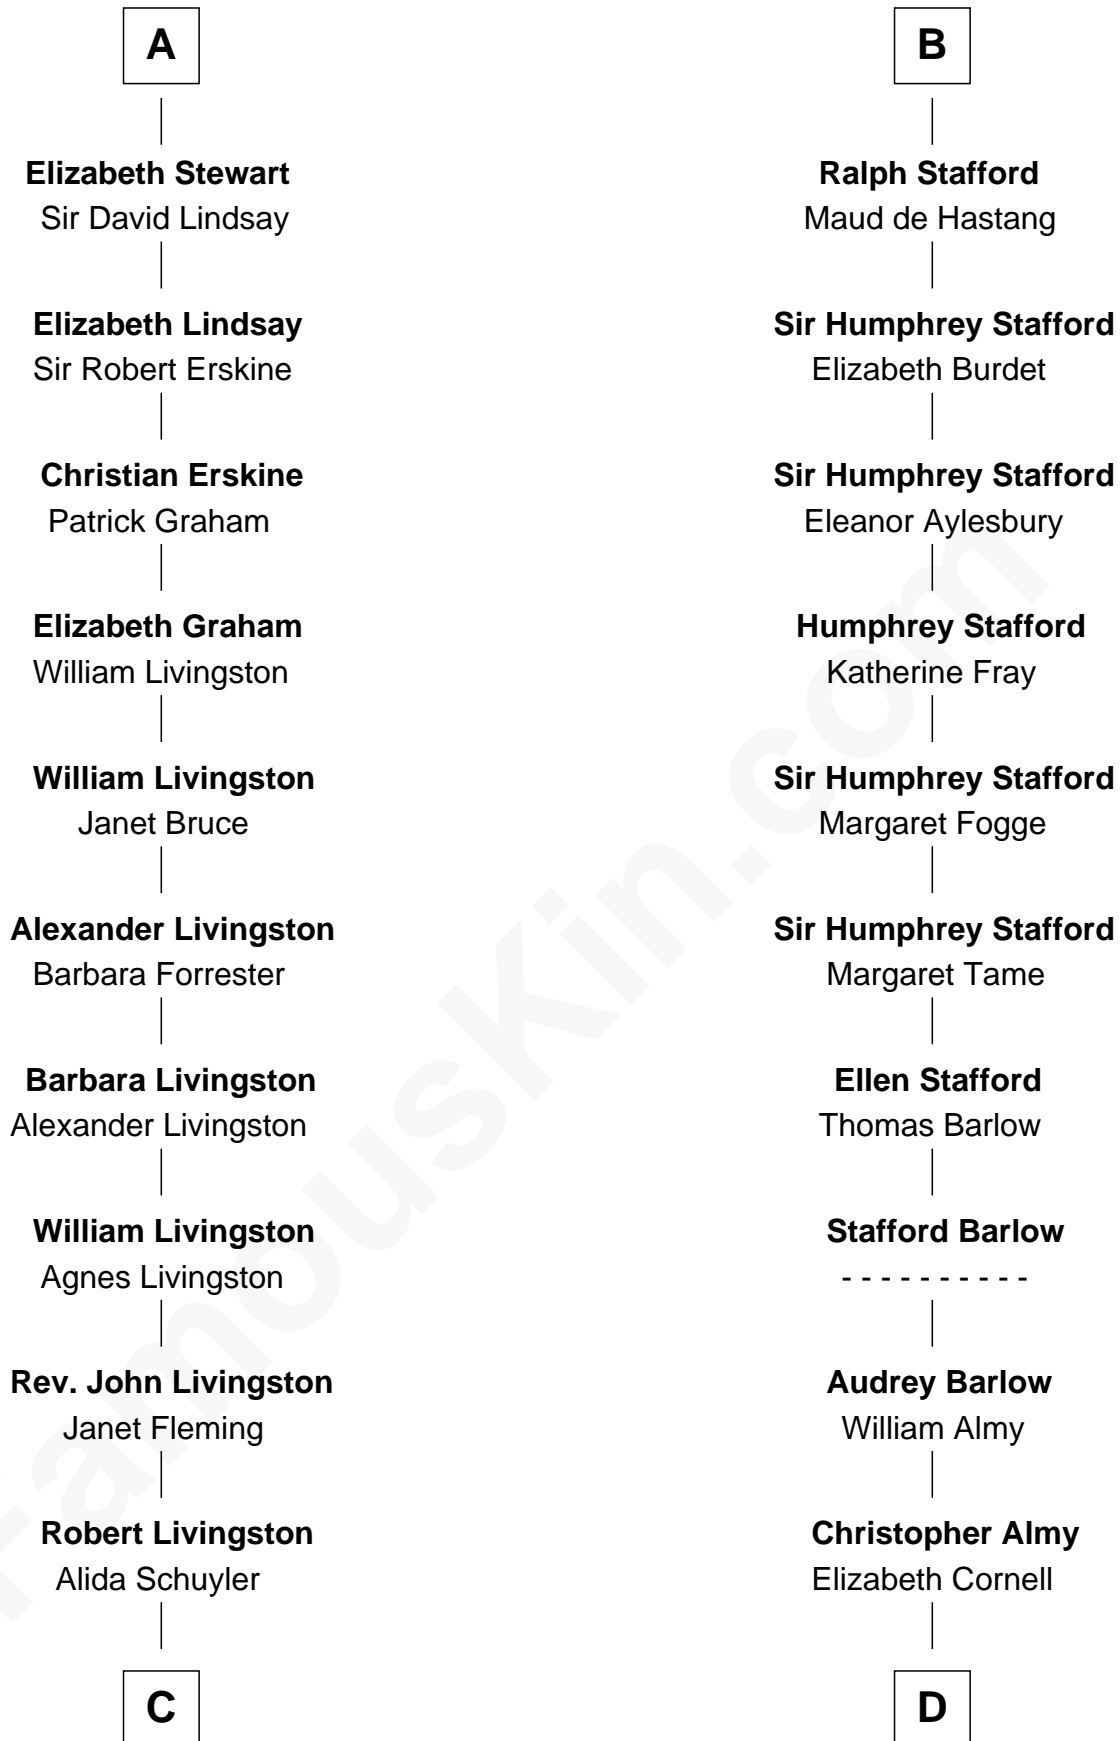 A
Elizabeth Stewart
Sir David Lindsay
Elizabeth Lindsay
Sir Robert Erskine
Christian Erskine
Patrick Graham
Elizabeth Graham
William Livingston
William Livingston
Janet Bruce
Alexander Livingston
Barbara Forrester
Barbara Livingston
Alexander Livingston
William Livingston
Agnes Livingston
Rev. John Livingston
Janet Fleming
Robert Livingston
Alida Schuyler
C
B
Ralph Stafford
Maud de Hastang
Sir Humphrey Stafford
Elizabeth Burdet
Sir Humphrey Stafford
Eleanor Aylesbury
Humphrey Stafford
Katherine Fray
Sir Humphrey Stafford
Margaret Fogge
Sir Humphrey Stafford
Margaret Tame
Ellen Stafford
Thomas Barlow
Stafford Barlow
- - - - - - - - - -
Audrey Barlow
William Almy
Christopher Almy
Elizabeth Cornell
D
FamousKin.com